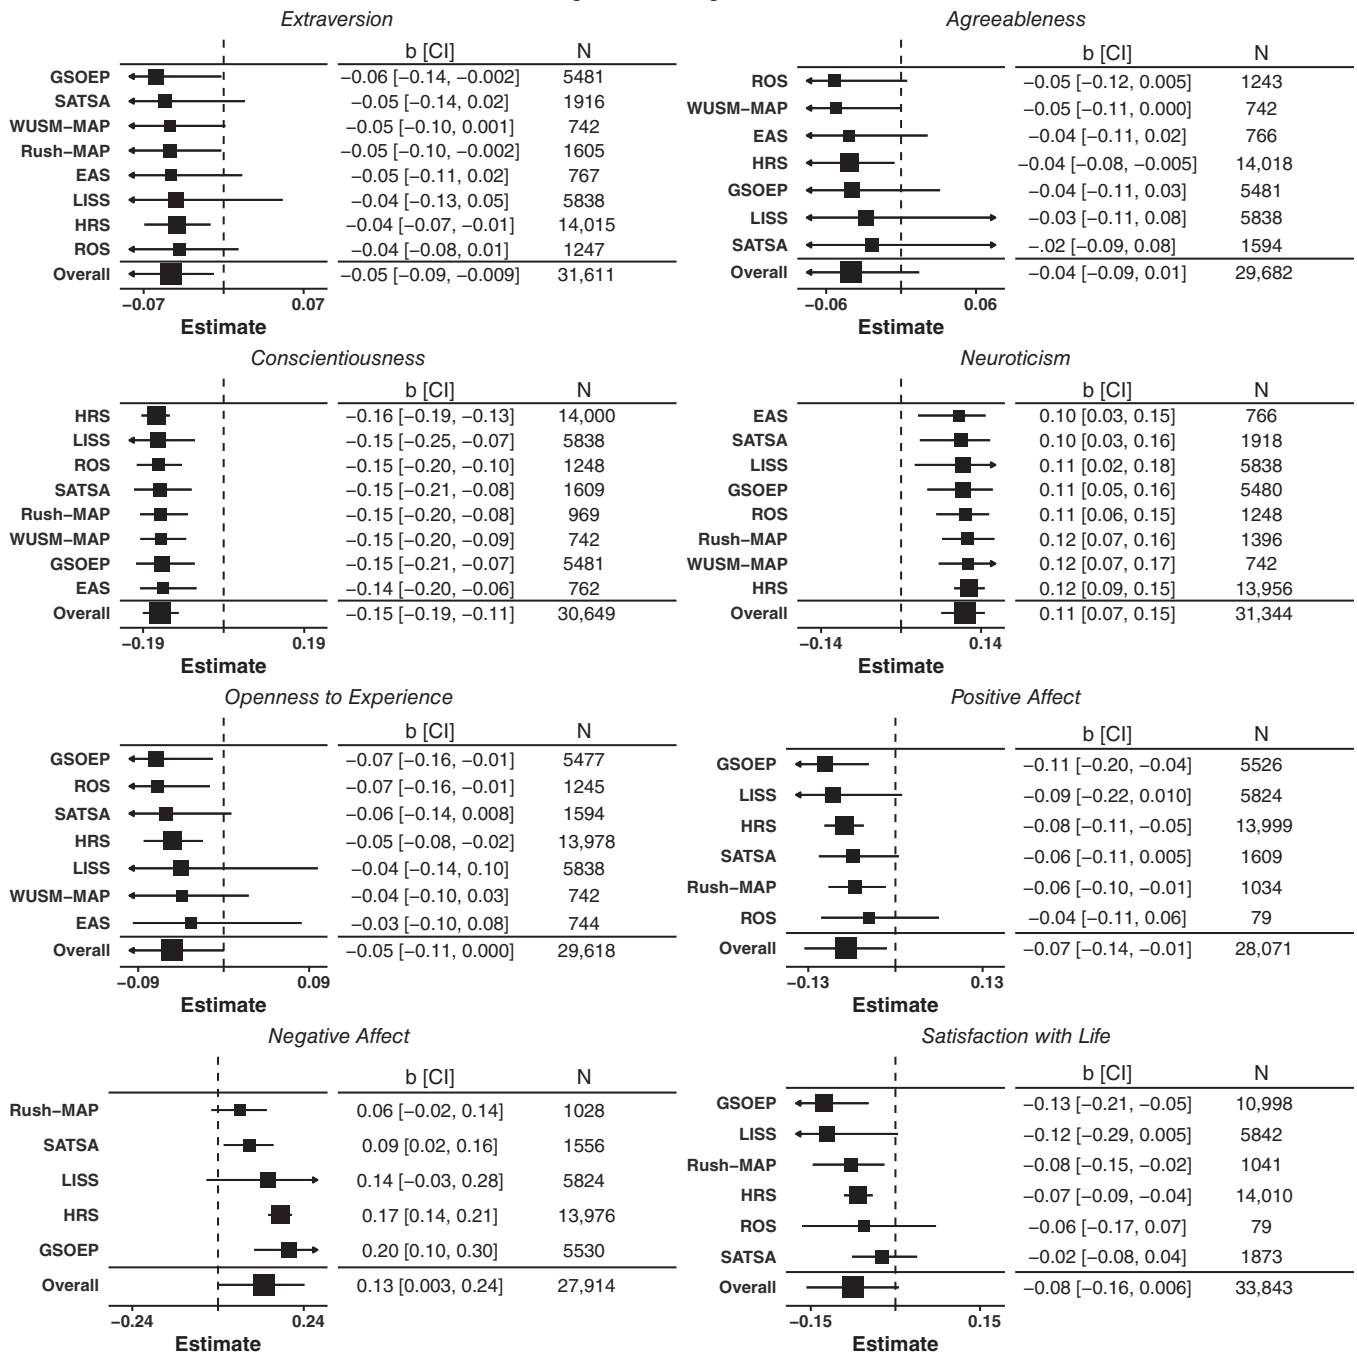 Extraversion
b [CI] N
GSOEP −0.06 [−0.14, −0.002] 5481
SATSA −0.05 [−0.14, 0.02] 1916
WUSM−MAP −0.05 [−0.10, 0.001] 742
Rush−MAP −0.05 [−0.10, −0.002] 1605
EAS −0.05 [−0.11, 0.02] 767
LISS −0.04 [−0.13, 0.05] 5838
HRS −0.04 [−0.07, −0.01] 14,015
ROS −0.04 [−0.08, 0.01] 1247
Overall −0.05 [−0.09, −0.009] 31,611
−0.07 0.07
Estimate
Agreeableness
b [CI] N
ROS −0.05 [−0.12, 0.005] 1243
WUSM−MAP −0.05 [−0.11, 0.000] 742
EAS −0.04 [−0.11, 0.02] 766
HRS −0.04 [−0.08, −0.005] 14,018
GSOEP −0.04 [−0.11, 0.03] 5481
LISS −0.03 [−0.11, 0.08] 5838
SATSA −.02 [−0.09, 0.08] 1594
Overall −0.04 [−0.09, 0.01] 29,682
−0.06 0.06
Estimate
Conscientiousness
b [CI] N
HRS −0.16 [−0.19, −0.13] 14,000
LISS −0.15 [−0.25, −0.07] 5838
ROS −0.15 [−0.20, −0.10] 1248
SATSA −0.15 [−0.21, −0.08] 1609
Rush−MAP −0.15 [−0.20, −0.08] 969
WUSM−MAP −0.15 [−0.20, −0.09] 742
GSOEP −0.15 [−0.21, −0.07] 5481
EAS −0.14 [−0.20, −0.06] 762
Overall −0.15 [−0.19, −0.11] 30,649
−0.19 0.19
Estimate
Neuroticism
b [CI] N
EAS 0.10 [0.03, 0.15] 766
SATSA 0.10 [0.03, 0.16] 1918
LISS 0.11 [0.02, 0.18] 5838
GSOEP 0.11 [0.05, 0.16] 5480
ROS 0.11 [0.06, 0.15] 1248
Rush−MAP 0.12 [0.07, 0.16] 1396
WUSM−MAP 0.12 [0.07, 0.17] 742
HRS 0.12 [0.09, 0.15] 13,956
Overall 0.11 [0.07, 0.15] 31,344
−0.14 0.14
Estimate
Openness to Experience
b [CI] N
GSOEP −0.07 [−0.16, −0.01] 5477
ROS −0.07 [−0.16, −0.01] 1245
SATSA −0.06 [−0.14, 0.008] 1594
HRS −0.05 [−0.08, −0.02] 13,978
LISS −0.04 [−0.14, 0.10] 5838
WUSM−MAP −0.04 [−0.10, 0.03] 742
EAS −0.03 [−0.10, 0.08] 744
Overall −0.05 [−0.11, 0.000] 29,618
−0.09 0.09
Estimate
Positive Affect
b [CI] N
GSOEP −0.11 [−0.20, −0.04] 5526
LISS −0.09 [−0.22, 0.010] 5824
HRS −0.08 [−0.11, −0.05] 13,999
SATSA −0.06 [−0.11, 0.005] 1609
Rush−MAP −0.06 [−0.10, −0.01] 1034
ROS −0.04 [−0.11, 0.06] 79
Overall −0.07 [−0.14, −0.01] 28,071
−0.13 0.13
Estimate
Negative Affect
b [CI] N
Rush−MAP 0.06 [−0.02, 0.14] 1028
SATSA 0.09 [0.02, 0.16] 1556
LISS 0.14 [−0.03, 0.28] 5824
HRS 0.17 [0.14, 0.21] 13,976
GSOEP 0.20 [0.10, 0.30] 5530
Overall 0.13 [0.003, 0.24] 27,914
−0.24 0.24
Estimate
Satisfaction with Life
b [CI] N
GSOEP −0.13 [−0.21, −0.05] 10,998
LISS −0.12 [−0.29, 0.005] 5842
Rush−MAP −0.08 [−0.15, −0.02] 1041
HRS −0.07 [−0.09, −0.04] 14,010
ROS −0.06 [−0.17, 0.07] 79
SATSA −0.02 [−0.08, 0.04] 1873
Overall −0.08 [−0.16, 0.006] 33,843
−0.15 0.15
Estimate